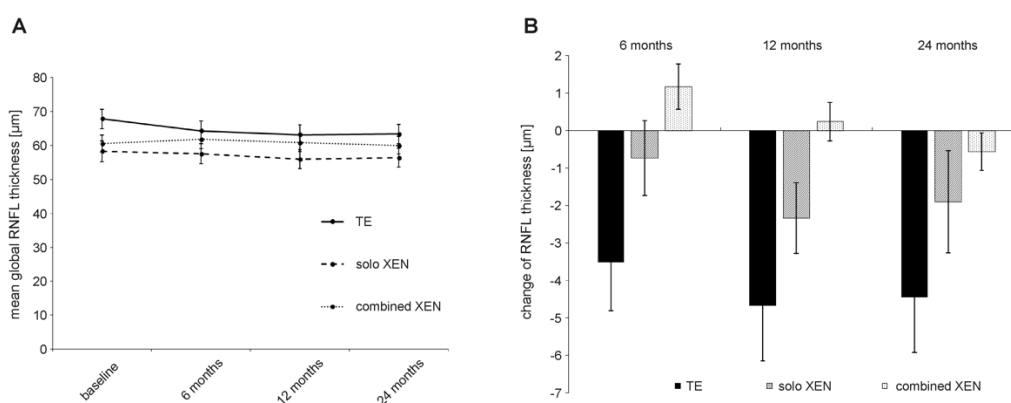 A
mean global RNFL thickness [µm]
80
70
60
50
40
30
20
10
0
TE
solo XEN
combined XEN
baseline
6 months
12 months
24 months
B
6 months 12 months 24 months
change of RNFL thickness [µm]
2
1
0
-1
-2
-3
-4
-5
-6
-7
TE solo XEN combined XEN